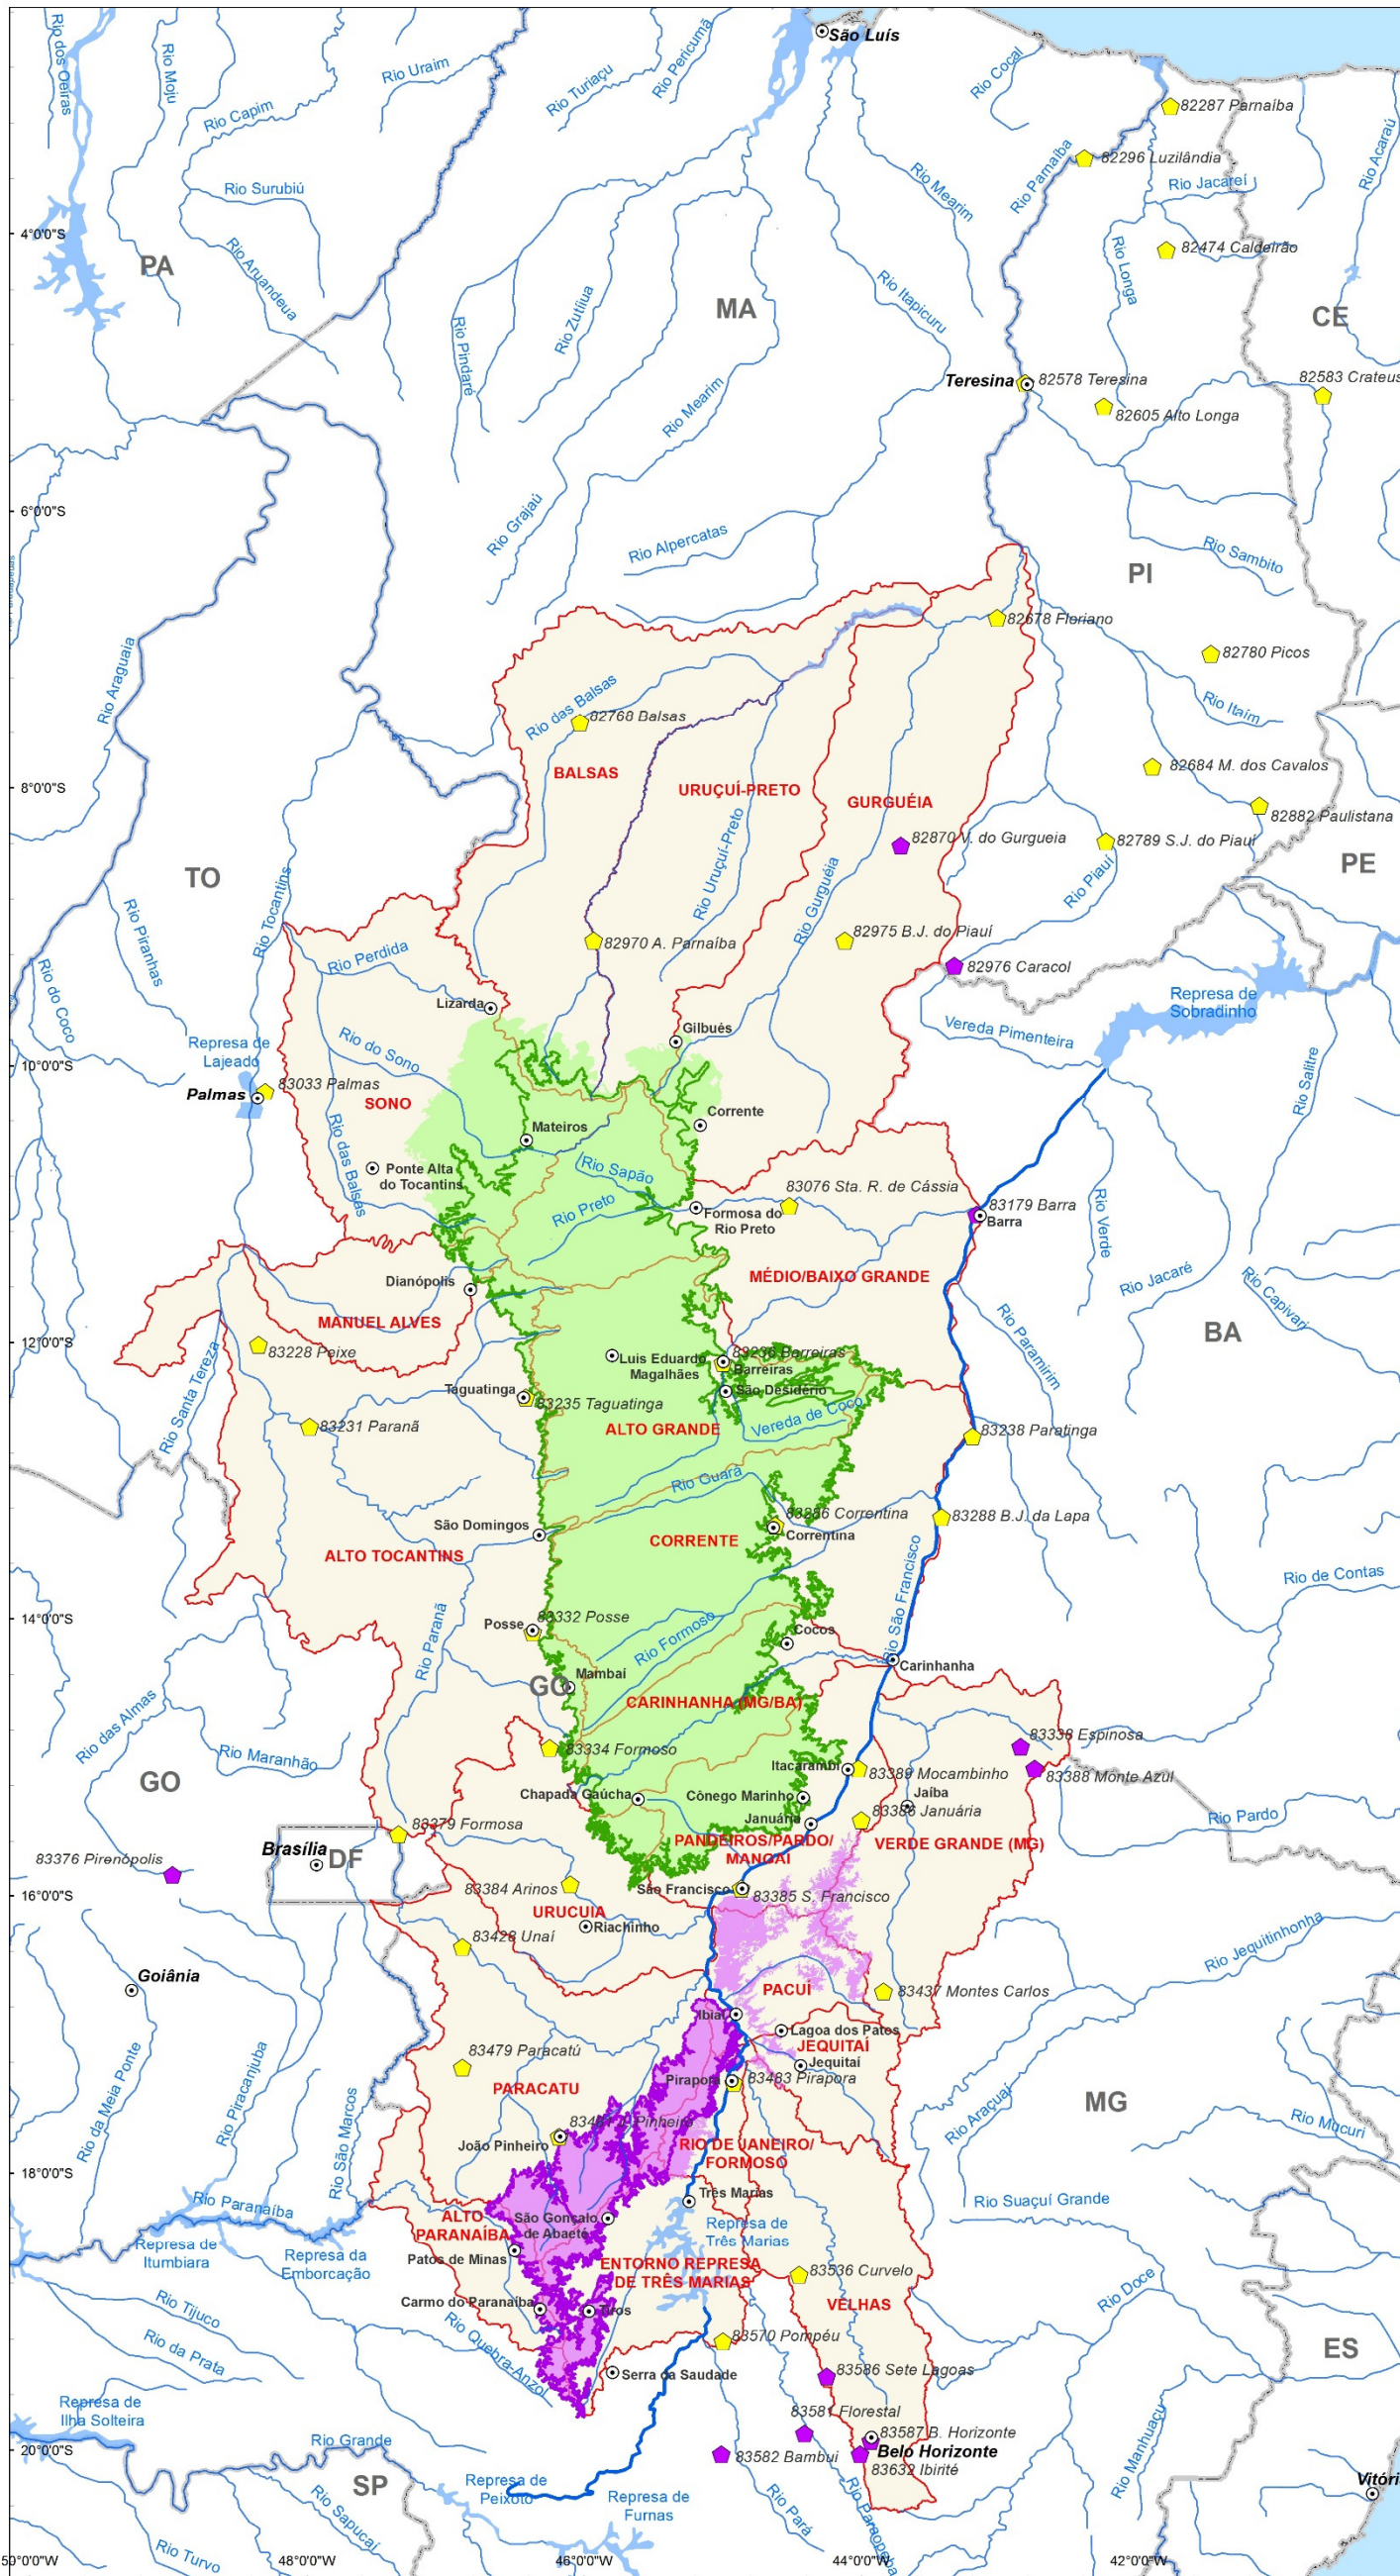 São Luís
Rio dos Oeiras
Rio Moju
Rio Capim
Rio Uraim
Rio Turiaçu
Rio Pericumã
Rio Cocal
82287 Parnaíba
Rio Acaraú
82296 Luzilândia
Rio Parnaíba
Rio Jacareí
Rio Surubiú
Rio Mearim
4°0'0"S
82474 Caldeirão
Rio Aruandeua
PA
Rio Longa
MA
Rio Itapicuru
CE
Rio Zutiiua
Rio Pindaré
Teresina
82578 Teresina
82583 Crateus
82605 Alto Longa
Rio Mearim
6°0'0"S
Rio Grajaú
Rio Alpercatas
Rio Sambito
PI
82678 Floriano
82780 Picos
Rio Araguaia
Rio Itaím
Rio das Balsas
82768 Balsas
BALSAS
82684 M. dos Cavalos
8°0'0"S
URUÇUÍ-PRETO
GURGUÉIA
82882 Paulistana
82870 V. do Gurgueia
82789 S.J. do Piauí
Rio Uruçuí-Preto
PE
TO
Rio Piauí
Rio Tocantins
Rio Gurguéia
Rio Piranhas
82975 B.J. do Piauí
82970 A. Parnaíba
Rio Perdida
82976 Caracol
Rio do Coco
Lizarda
Represa de
Sobradinho
Gilbués
Vereda Pimenteira
Represa de
Lajeado
Rio do Sono
10°0'0"S
Rio Salitre
83033 Palmas
Palmas
SONO
Corrente
Mateiros
Rio das Balsas
Ponte Alta
do Tocantins
Rio Sapão
83076 Sta. R. de Cássia
Rio Preto
Formosa do
Rio Preto
83179 Barra
Barra
Rio Verde
Dianópolis
MÉDIO/BAIXO GRANDE
Rio Jacaré
Rio Capivari
MANUEL ALVES
Rio Paramirim
BA
12°0'0"S
83228 Peixe
Rio Santa Tereza
Luis Eduardo
Magalhães
83236 Barreiras
Barreiras
Taguatinga
São Desidério
83235 Taguatinga
83231 Paranã
ALTO GRANDE
Vereda de Coco
83238 Paratinga
Rio Guará
83286 Correntina
83288 B.J. da Lapa
São Domingos
Correntina
CORRENTE
ALTO TOCANTINS
Rio de Contas
Rio São Francisco
14°0'0"S
83332 Posse
Posse
Rio Paranã
Rio Formoso
Cocos
Carinhanha
Mambaí
GO
CARINHANHA (MG/BA)
Rio das Almas
83338 Espinosa
83334 Formoso
Rio Maranhão
Itacarambi
83389 Mocambinho
83388 Monte Azul
GO
Chapada Gaúcha
Cônego Marinho
Jaíba
Januária
83386 Januária
Rio Pardo
83379 Formosa
PANDEIROS/PARDO/
MANGAÍ
VERDE GRANDE (MG)
Brasília
DF
83376 Pirenópolis
16°0'0"S
83384 Arinos
São Francisco
83385 S. Francisco
URUCUIA
Riachinho
83428 Unaí
Rio Jequitinhonha
Goiânia
PACUÍ
83437 Montes Carlos
Ibiaí
Lagoa dos Patos
JEQUITAÍ
Jequitaí
83479 Paracatú
Pirapora
83483 Pirapora
Rio da Meia Ponte
Rio Piracanjuba
PARACATU
Rio São Marcos
MG
Rio Araçuaí
83481 J. Pinheiro
João Pinheiro
Rio Mucuri
RIO DE JANEIRO/
FORMOSO
18°0'0"S
Três Marias
Rio Suaçuí Grande
Rio Paranaíba
ALTO
PARANAÍBA
São Gonçalo
de Abaeté
Represa de
Três Marias
Represa de
Itumbiara
Represa da
Emborcação
Patos de Minas
ENTORNO REPRESA
DE TRÊS MARIAS
83536 Curvelo
Rio Doce
VELHAS
Carmo do Paranaíba
Tiros
Rio Tijuco
Rio da Prata
Rio Quebra-Anzol
83570 Pompéu
ES
Serra da Saudade
83586 Sete Lagoas
Represa de
Ilha Solteira
83581 Florestal
83587 B. Horizonte
Rio Manhuaçu
Rio Grande
20°0'0"S
83582 Bambui
Belo Horizonte
83632 Ibirité
SP
Represa de
Peixoto
Represa de
Furnas
Vitóri
Rio Sapucaí
Rio Pará
Rio Paraopeba
Rio Turvo
50°0'0"W
48°0'0"W
46°0'0"W
44°0'0"W
42°0'0"W